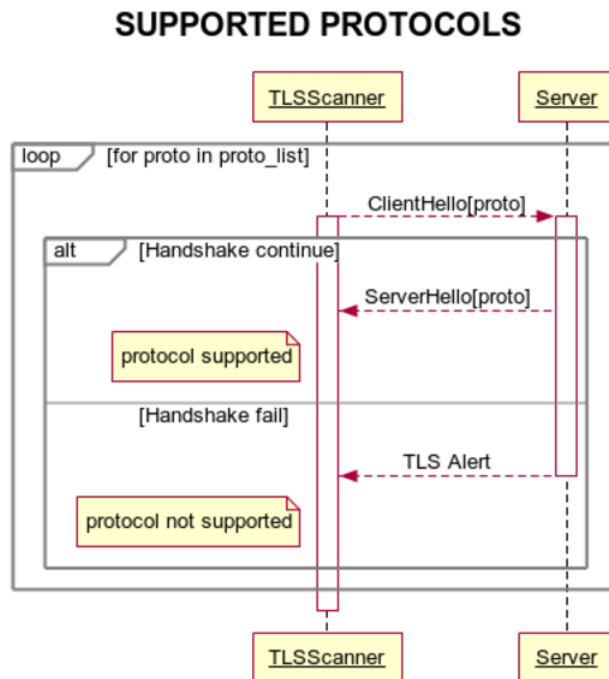 SUPPORTED PROTOCOLS
TLSScanner
Server
loop
[for proto in proto_list]
ClientHello[proto]
alt
[Handshake continue]
ServerHello[proto]
protocol supported
[Handshake fail]
TLS Alert
protocol not supported
TLSScanner
Server